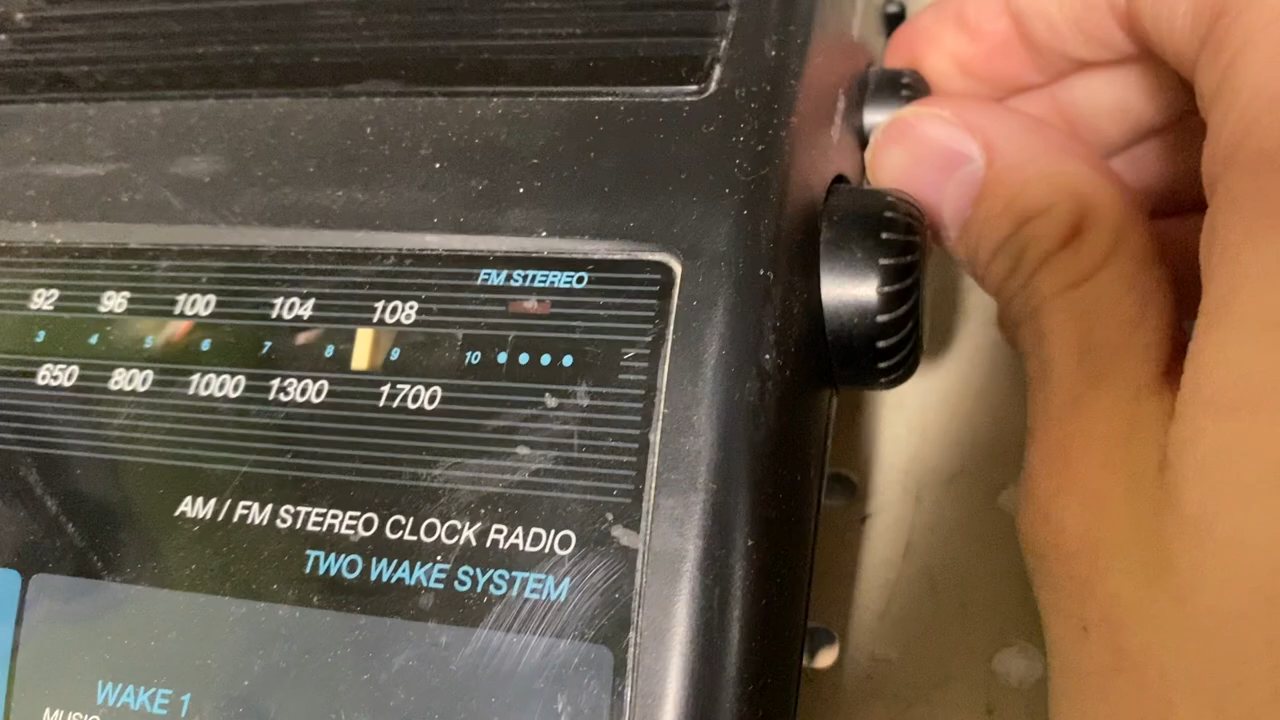 FM STEREO
92 96 100 104 108
3 4 5 6 7 8 9 10
650 800 1000 1300 1700
AM / FM STEREO CLOCK RADIO
TWO WAKE SYSTEM
WAKE 1
MUSIC